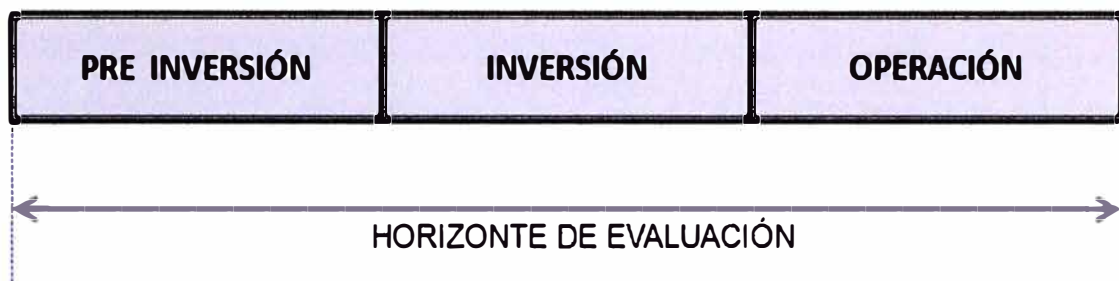 PRE INVERSIÓN
INVERSIÓN
OPERACIÓN
HORIZONTE DE EVALUACIÓN